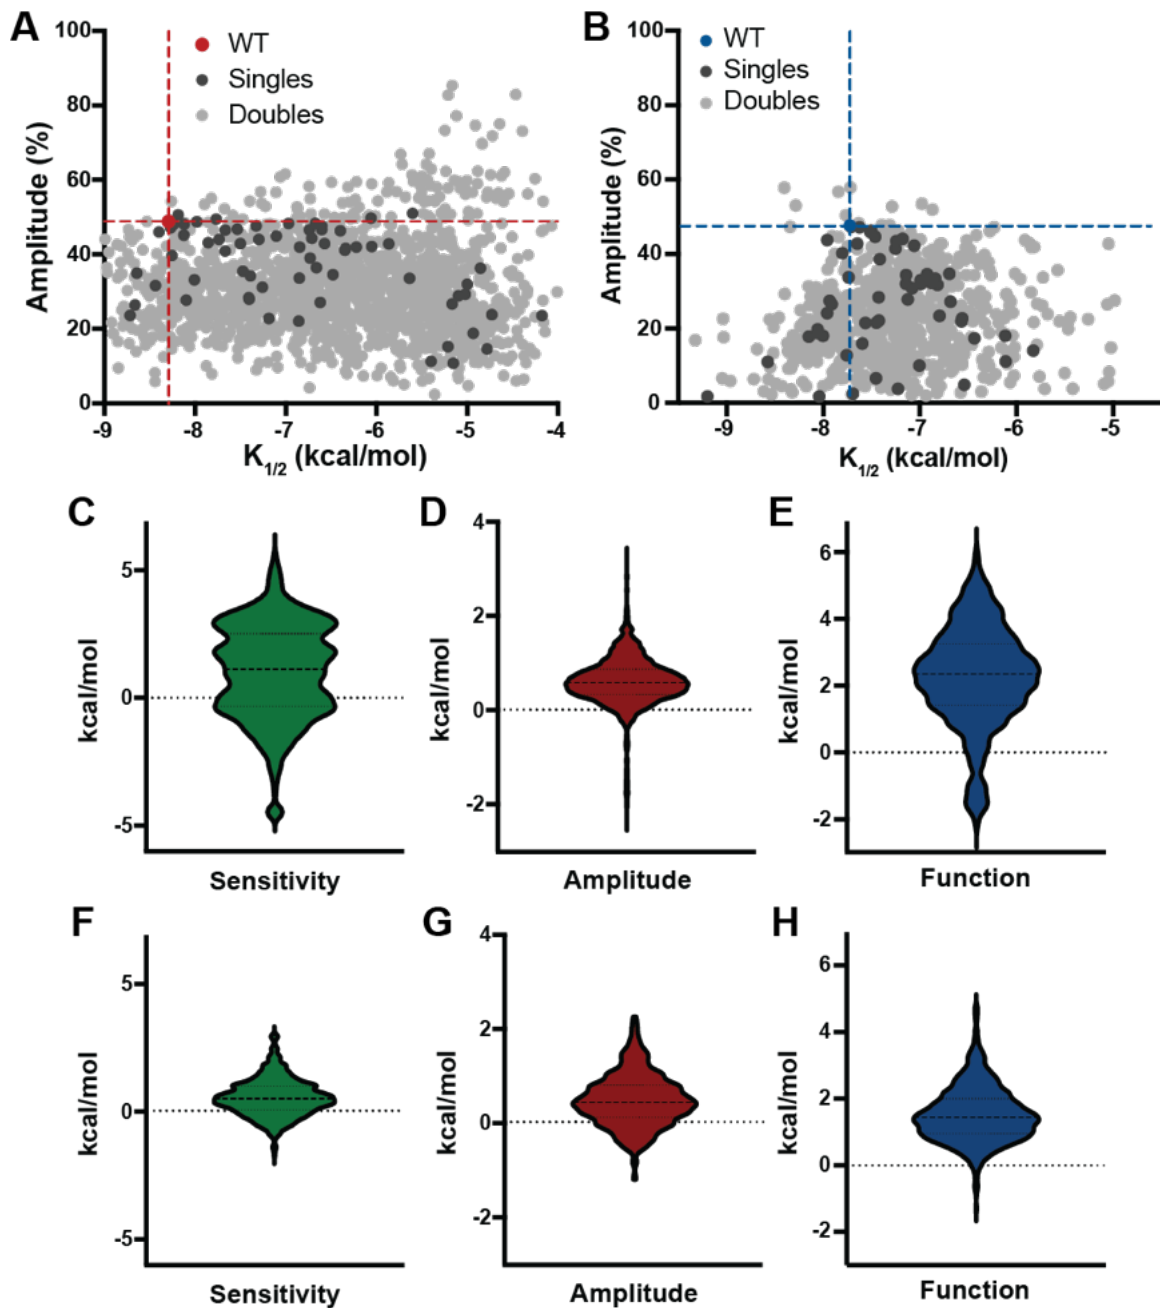 A
100
80
60
40
20
0
Amplitude (%)
WT
Singles
Doubles
-9
-8
-7
-6
-5
-4
K1/2 (kcal/mol)
B
100
80
60
40
20
0
Amplitude (%)
WT
Singles
Doubles
-9
-8
-7
-6
-5
K1/2 (kcal/mol)
C
5
0
-5
kcal/mol
Sensitivity
D
4
2
0
-2
kcal/mol
Amplitude
E
6
4
2
0
-2
kcal/mol
Function
F
5
0
-5
kcal/mol
Sensitivity
G
4
2
0
-2
kcal/mol
Amplitude
H
6
4
2
0
-2
kcal/mol
Function